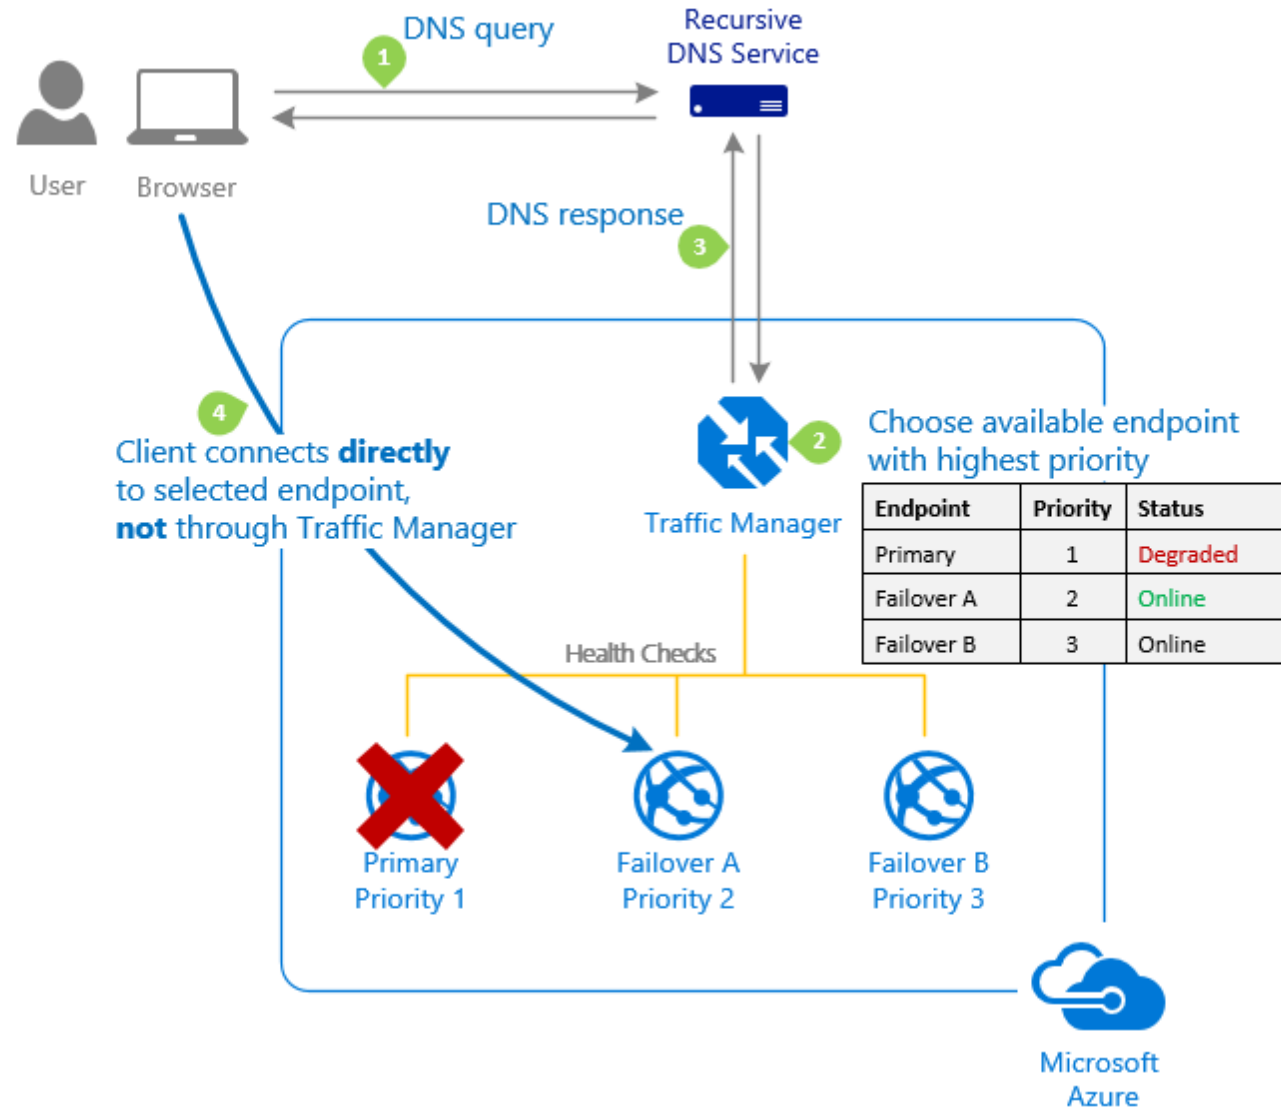 DNS query
1
Recursive
DNS Service
User
Browser
DNS response
3
4
Client connects directly
to selected endpoint,
not through Traffic Manager
2
Traffic Manager
Choose available endpoint
with highest priority
Endpoint Priority Status
Primary 1 Degraded
Failover A 2 Online
Failover B 3 Online
Health Checks
Primary
Priority 1
Failover A
Priority 2
Failover B
Priority 3
Microsoft
Azure